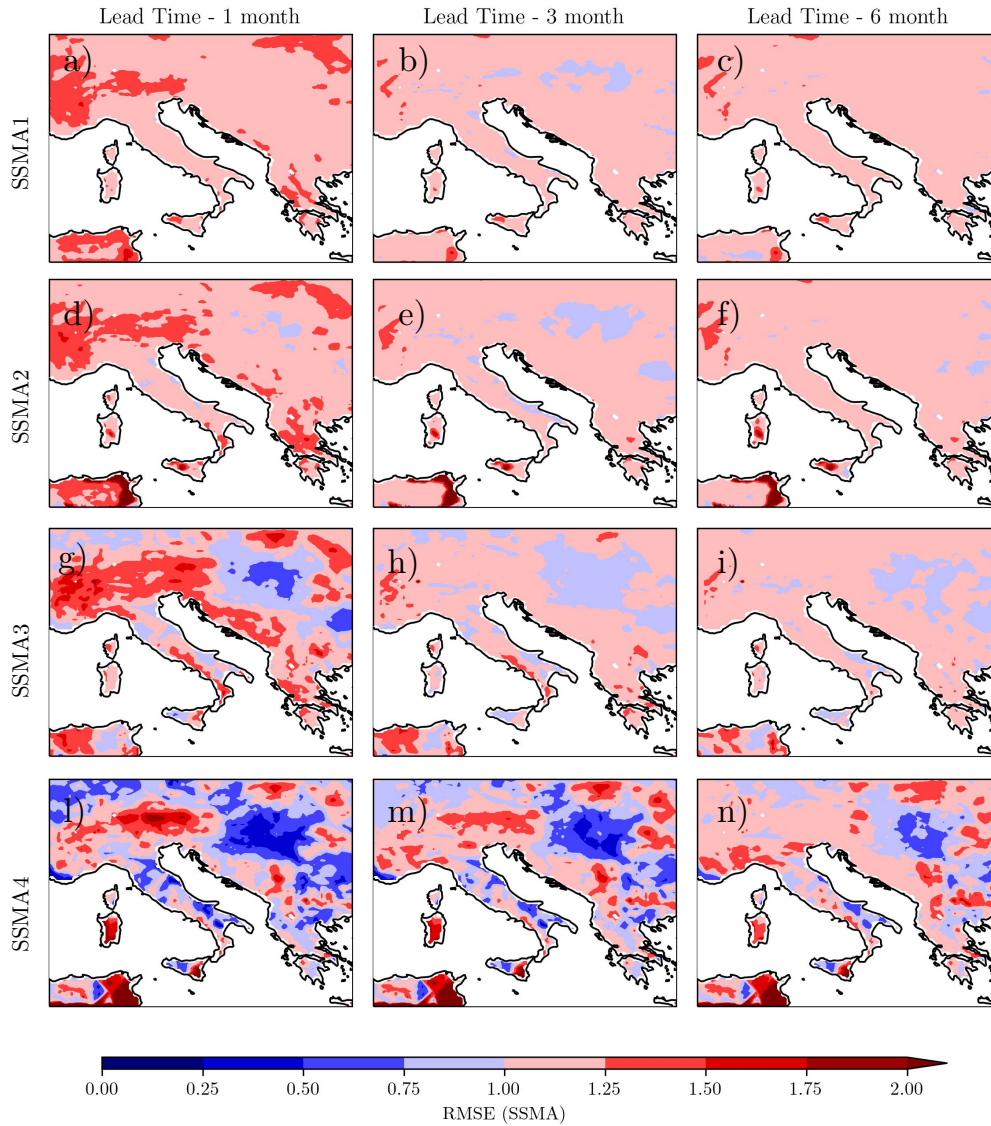 Lead Time - 1 month
Lead Time - 3 month
Lead Time - 6 month
SSMA1
a)
b)
c)
SSMA2
d)
e)
f)
SSMA3
g)
h)
i)
SSMA4
l)
m)
n)
0.00 0.25 0.50 0.75 1.00 1.25 1.50 1.75 2.00
RMSE (SSMA)